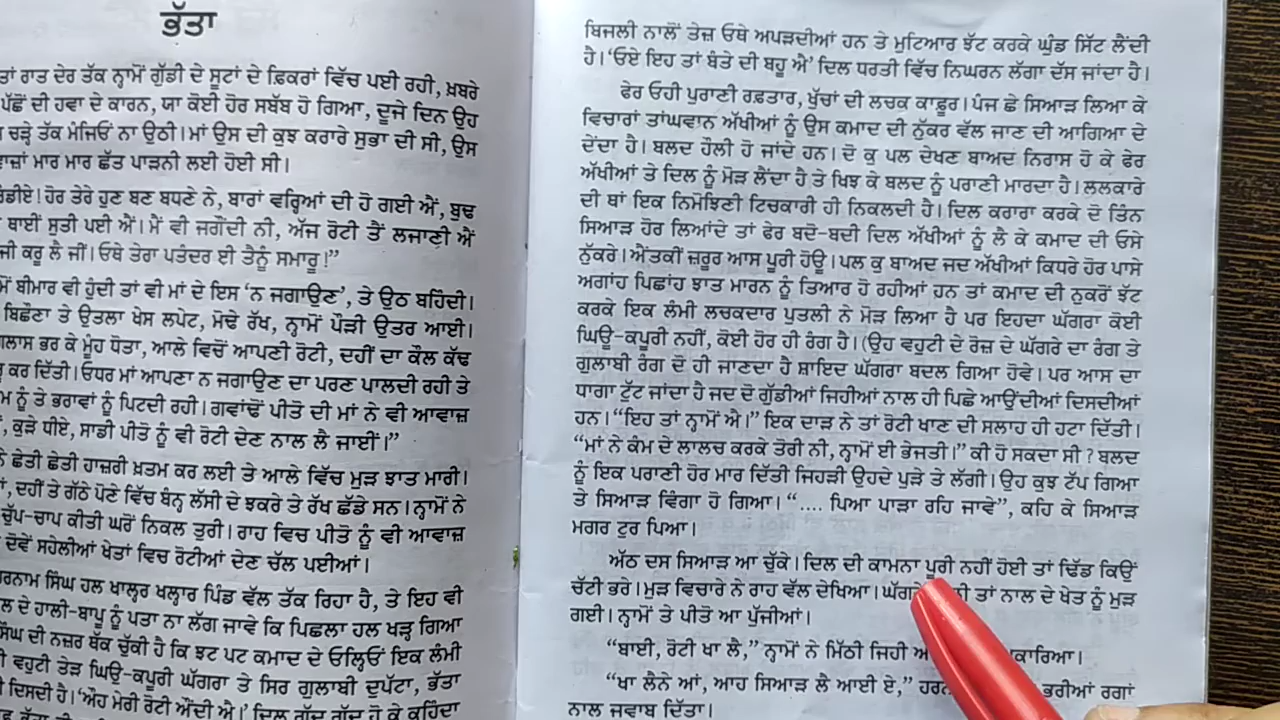 ਭੱਤਾ
ਤਾਂ ਰਾਤ ਦੇਰ ਤੱਕ ਨ੍ਹਾਮੋਂ ਗੁੱਡੀ ਦੇ ਸੂਟਾਂ ਦੇ ਫ਼ਿਕਰਾਂ ਵਿੱਚ ਪਈ ਰਹੀ, ਖ਼ਬਰੇ
ਪੱਛੋਂ ਦੀ ਹਵਾ ਦੇ ਕਾਰਨ, ਯਾ ਕੋਈ ਹੋਰ ਸਬੱਬ ਹੋ ਗਿਆ, ਦੂਜੇ ਦਿਨ ਉਹ
ਚੜ੍ਹੇ ਤੱਕ ਮੰਜਿਓਂ ਨਾ ਉਠੀ। ਮਾਂ ਉਸ ਦੀ ਕੁਝ ਕਰਾਰੇ ਸੁਭਾ ਦੀ ਸੀ, ਉਸ
ਮਾਰ ਮਾਰ ਛੱਤ ਪਾੜਨੀ ਲਈ ਹੋਈ ਸੀ।
ਹੋਰ ਤੇਰੇ ਹੁਣ ਬਣ ਬਧਣੇ ਨੇ, ਬਾਰਾਂ ਵਰ੍ਹਿਆਂ ਦੀ ਹੋ ਗਈ ਐਂ, ਬੁਢ
ਬਾਈਂ ਸੁਤੀ ਪਈ ਐਂ। ਮੈਂ ਵੀ ਜਗੌਂਦੀ ਨੀ, ਅੱਜ ਰੋਟੀ ਤੈਂ ਲਜਾਣੀ ਐਂ
ਜੀ ਕਰੂ ਲੈ ਜੀਂ। ਓਥੇ ਤੇਰਾ ਪਤੰਦਰ ਈ ਤੈਨੂੰ ਸਮਾਰੂ!”
ਬੀਮਾਰ ਵੀ ਹੁੰਦੀ ਤਾਂ ਵੀ ਮਾਂ ਦੇ ਇਸ ‘ਨ ਜਗਾਉਣ’, ਤੇ ਉਠ ਬਹਿੰਦੀ।
ਬਿਛੌਣਾ ਤੇ ਉਤਲਾ ਖੇਸ ਲਪੇਟ, ਮੋਢੇ ਰੱਖ, ਨ੍ਹਾਮੋਂ ਪੌੜੀ ਉਤਰ ਆਈ।
ਭਰ ਕੇ ਮੂੰਹ ਧੋਤਾ, ਆਲੇ ਵਿਚੋਂ ਆਪਣੀ ਰੋਟੀ, ਦਹੀਂ ਦਾ ਕੌਲ ਕੱਢ
ਕਰ ਦਿੱਤੀ। ਓਧਰ ਮਾਂ ਆਪਣਾ ਨ ਜਗਾਉਣ ਦਾ ਪਰਣ ਪਾਲਦੀ ਰਹੀ ਤੇ
ਨੂੰ ਤੇ ਭਰਾਵਾਂ ਨੂੰ ਪਿਟਦੀ ਰਹੀ। ਗਵਾਂਢੋਂ ਪੀਤੋ ਦੀ ਮਾਂ ਨੇ ਵੀ ਆਵਾਜ਼
ਕੁੜੇ ਧੀਏ, ਸਾਡੀ ਪੀਤੋ ਨੂੰ ਵੀ ਰੋਟੀ ਦੇਣ ਨਾਲ ਲੈ ਜਾਈਂ।”
ਛੇਤੀ ਛੇਤੀ ਹਾਜ਼ਰੀ ਖ਼ਤਮ ਕਰ ਲਈ ਤੇ ਆਲੇ ਵਿੱਚ ਮੁੜ ਝਾਤ ਮਾਰੀ।
ਦਹੀਂ ਤੇ ਗੱਠੇ ਪੋਣੇ ਵਿੱਚ ਬੰਨ੍ਹ ਲੱਸੀ ਦੇ ਝਕਰੇ ਤੇ ਰੱਖ ਛੱਡੇ ਸਨ। ਨ੍ਹਾਮੋਂ ਨੇ
ਚੁੱਪ-ਚਾਪ ਕੀਤੀ ਘਰੋਂ ਨਿਕਲ ਤੁਰੀ। ਰਾਹ ਵਿਚ ਪੀਤੋ ਨੂੰ ਵੀ ਆਵਾਜ਼
ਦੋਵੇਂ ਸਹੇਲੀਆਂ ਖੇਤਾਂ ਵਿਚ ਰੋਟੀਆਂ ਦੇਣ ਚੱਲ ਪਈਆਂ।
ਸਿੰਘ ਹਲ ਖਾਲ੍ਹਰ ਖਲ੍ਹਾਰ ਪਿੰਡ ਵੱਲ ਤੱਕ ਰਿਹਾ ਹੈ, ਤੇ ਇਹ ਵੀ
ਦੇ ਹਾਲੀ-ਬਾਪੂ ਨੂੰ ਪਤਾ ਨਾ ਲੱਗ ਜਾਵੇ ਕਿ ਪਿਛਲਾ ਹਲ ਖੜ੍ਹ ਗਿਆ
ਸਿੰਘ ਦੀ ਨਜ਼ਰ ਥੱਕ ਚੁੱਕੀ ਹੈ ਕਿ ਝਟ ਪਟ ਕਮਾਦ ਦੇ ਓਲ੍ਹਿਓਂ ਇਕ ਲੰਮੀ
ਵਹੁਟੀ ਤੇੜ ਘਿਉ-ਕਪੂਰੀ ਘੱਗਰਾ ਤੇ ਸਿਰ ਗੁਲਾਬੀ ਦੁਪੱਟਾ, ਭੱਤਾ
ਦਿਸਦੀ ਹੈ। ‘ਔਹ ਮੇਰੀ ਰੋਟੀ ਔਂਦੀ ਐ।’ ਦਿਲ ਗੁੱਦ ਗੁੱਦ ਹੋ ਕੇ ਕਹਿੰਦਾ
ਬਿਜਲੀ ਨਾਲੋਂ ਤੇਜ਼ ਓਥੇ ਅਪੜਦੀਆਂ ਹਨ ਤੇ ਮੁਟਿਆਰ ਝੱਟ ਕਰਕੇ ਘੁੰਡ ਸਿੱਟ ਲੈਂਦੀ
ਹੈ। ‘ਓਏ ਇਹ ਤਾਂ ਬੰਤੇ ਦੀ ਬਹੂ ਐ’ ਦਿਲ ਧਰਤੀ ਵਿੱਚ ਨਿਘਰਨ ਲੱਗਾ ਦੱਸ ਜਾਂਦਾ ਹੈ।
ਫੇਰ ਓਹੀ ਪੁਰਾਣੀ ਰਫ਼ਤਾਰ, ਖੁੱਚਾਂ ਦੀ ਲਚਕ ਕਾਫ਼ੂਰ। ਪੰਜ ਛੇ ਸਿਆੜ ਲਿਆ ਕੇ
ਵਿਚਾਰਾਂ ਤਾਂਘਵਾਨ ਅੱਖੀਆਂ ਨੂੰ ਉਸ ਕਮਾਦ ਦੀ ਨੁੱਕਰ ਵੱਲ ਜਾਣ ਦੀ ਆਗਿਆ ਦੇ
ਦੇਂਦਾ ਹੈ। ਬਲਦ ਹੌਲੀ ਹੋ ਜਾਂਦੇ ਹਨ। ਦੋ ਕੁ ਪਲ ਦੇਖਣ ਬਾਅਦ ਨਿਰਾਸ ਹੋ ਕੇ ਫੇਰ
ਅੱਖੀਆਂ ਤੇ ਦਿਲ ਨੂੰ ਮੋੜ ਲੈਂਦਾ ਹੈ ਤੇ ਖਿਝ ਕੇ ਬਲਦ ਨੂੰ ਪਰਾਣੀ ਮਾਰਦਾ ਹੈ। ਲਲਕਾਰੇ
ਦੀ ਥਾਂ ਇਕ ਨਿਮੋਝਿਣੀ ਟਿਚਕਾਰੀ ਹੀ ਨਿਕਲਦੀ ਹੈ। ਦਿਲ ਕਰਾਰਾ ਕਰਕੇ ਦੋ ਤਿੰਨ
ਸਿਆੜ ਹੋਰ ਲਿਆਂਦੇ ਤਾਂ ਫੇਰ ਬਦੋ-ਬਦੀ ਦਿਲ ਅੱਖੀਆਂ ਨੂੰ ਲੈ ਕੇ ਕਮਾਦ ਦੀ ਓਸੇ
ਨੁੱਕਰੇ। ਐਂਤਕੀਂ ਜ਼ਰੂਰ ਆਸ ਪੂਰੀ ਹੋਊ। ਪਲ ਕੁ ਬਾਅਦ ਜਦ ਅੱਖੀਆਂ ਕਿਧਰੇ ਹੋਰ ਪਾਸੇ
ਅਗਾਂਹ ਪਿਛਾਂਹ ਝਾਤ ਮਾਰਨ ਨੂੰ ਤਿਆਰ ਹੋ ਰਹੀਆਂ ਹਨ ਤਾਂ ਕਮਾਦ ਦੀ ਨੁਕਰੋਂ ਝੱਟ
ਕਰਕੇ ਇਕ ਲੰਮੀ ਲਚਕਦਾਰ ਪੁਤਲੀ ਨੇ ਮੋੜ ਲਿਆ ਹੈ ਪਰ ਇਹਦਾ ਘੱਗਰਾ ਕੋਈ
ਘਿਊ-ਕਪੂਰੀ ਨਹੀਂ, ਕੋਈ ਹੋਰ ਹੀ ਰੰਗ ਹੈ। (ਉਹ ਵਹੁਟੀ ਦੇ ਰੋਜ਼ ਦੇ ਘੱਗਰੇ ਦਾ ਰੰਗ ਤੇ
ਗੁਲਾਬੀ ਰੰਗ ਦੋ ਹੀ ਜਾਣਦਾ ਹੈ ਸ਼ਾਇਦ ਘੱਗਰਾ ਬਦਲ ਗਿਆ ਹੋਵੇ। ਪਰ ਆਸ ਦਾ
ਧਾਗਾ ਟੁੱਟ ਜਾਂਦਾ ਹੈ ਜਦ ਦੋ ਗੁੱਡੀਆਂ ਜਿਹੀਆਂ ਨਾਲ ਹੀ ਪਿਛੇ ਆਉਂਦੀਆਂ ਦਿਸਦੀਆਂ
ਹਨ। “ਇਹ ਤਾਂ ਨ੍ਹਾਮੋਂ ਐ।” ਇਕ ਦਾੜ ਨੇ ਤਾਂ ਰੋਟੀ ਖਾਣ ਦੀ ਸਲਾਹ ਹੀ ਹਟਾ ਦਿੱਤੀ।
“ਮਾਂ ਨੇ ਕੰਮ ਦੇ ਲਾਲਚ ਕਰਕੇ ਤੋਰੀ ਨੀ, ਨ੍ਹਾਮੋਂ ਈ ਭੇਜਤੀ।” ਕੀ ਹੋ ਸਕਦਾ ਸੀ? ਬਲਦ
ਨੂੰ ਇਕ ਪਰਾਣੀ ਹੋਰ ਮਾਰ ਦਿੱਤੀ ਜਿਹੜੀ ਉਹਦੇ ਪੁੜੇ ਤੇ ਲੱਗੀ। ਉਹ ਕੁਝ ਟੱਪ ਗਿਆ
ਤੇ ਸਿਆੜ ਵਿੰਗਾ ਹੋ ਗਿਆ। “.... ਪਿਆ ਪਾੜਾ ਰਹਿ ਜਾਵੇ”, ਕਹਿ ਕੇ ਸਿਆੜ
ਮਗਰ ਟੁਰ ਪਿਆ।
ਅੱਠ ਦਸ ਸਿਆੜ ਆ ਚੁੱਕੇ। ਦਿਲ ਦੀ ਕਾਮਨਾ ਪੂਰੀ ਨਹੀਂ ਹੋਈ ਤਾਂ ਢਿੱਡ ਕਿਉਂ
ਚੱਟੀ ਭਰੇ। ਮੁੜ ਵਿਚਾਰੇ ਨੇ ਰਾਹ ਵੱਲ ਦੇਖਿਆ। ਤਾਂ ਨਾਲ ਦੇ ਖੇਤ ਨੂੰ ਮੁੜ
ਗਈ। ਨ੍ਹਾਮੋਂ ਤੇ ਪੀਤੋ ਆ ਪੁੱਜੀਆਂ।
“ਬਾਈ, ਰੋਟੀ ਖਾ ਲੈ,” ਨ੍ਹਾਮੋਂ ਨੇ ਮਿੱਠੀ ਜਿਹੀ
“ਖਾ ਲੈਨੇ ਆਂ, ਆਹ ਸਿਆੜ ਲੈ ਆਈ ਏ,” ਭਰੀਆਂ ਰਗਾਂ
ਨਾਲ ਜਵਾਬ ਦਿੱਤਾ।